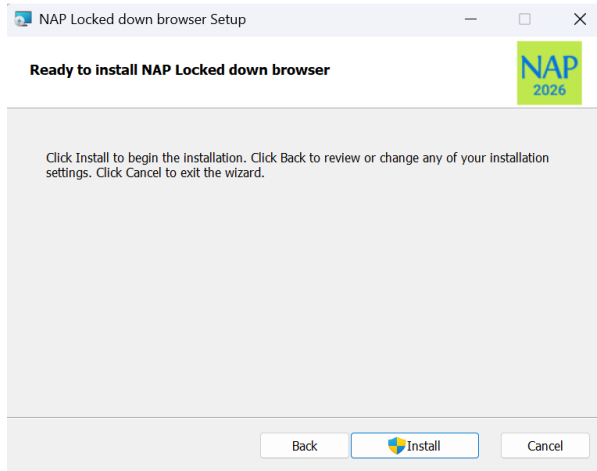 NAP Locked down browser Setup
Ready to install NAP Locked down browser
NAP
2026
Click Install to begin the installation. Click Back to review or change any of your installation
settings. Click Cancel to exit the wizard.
Back Install Cancel